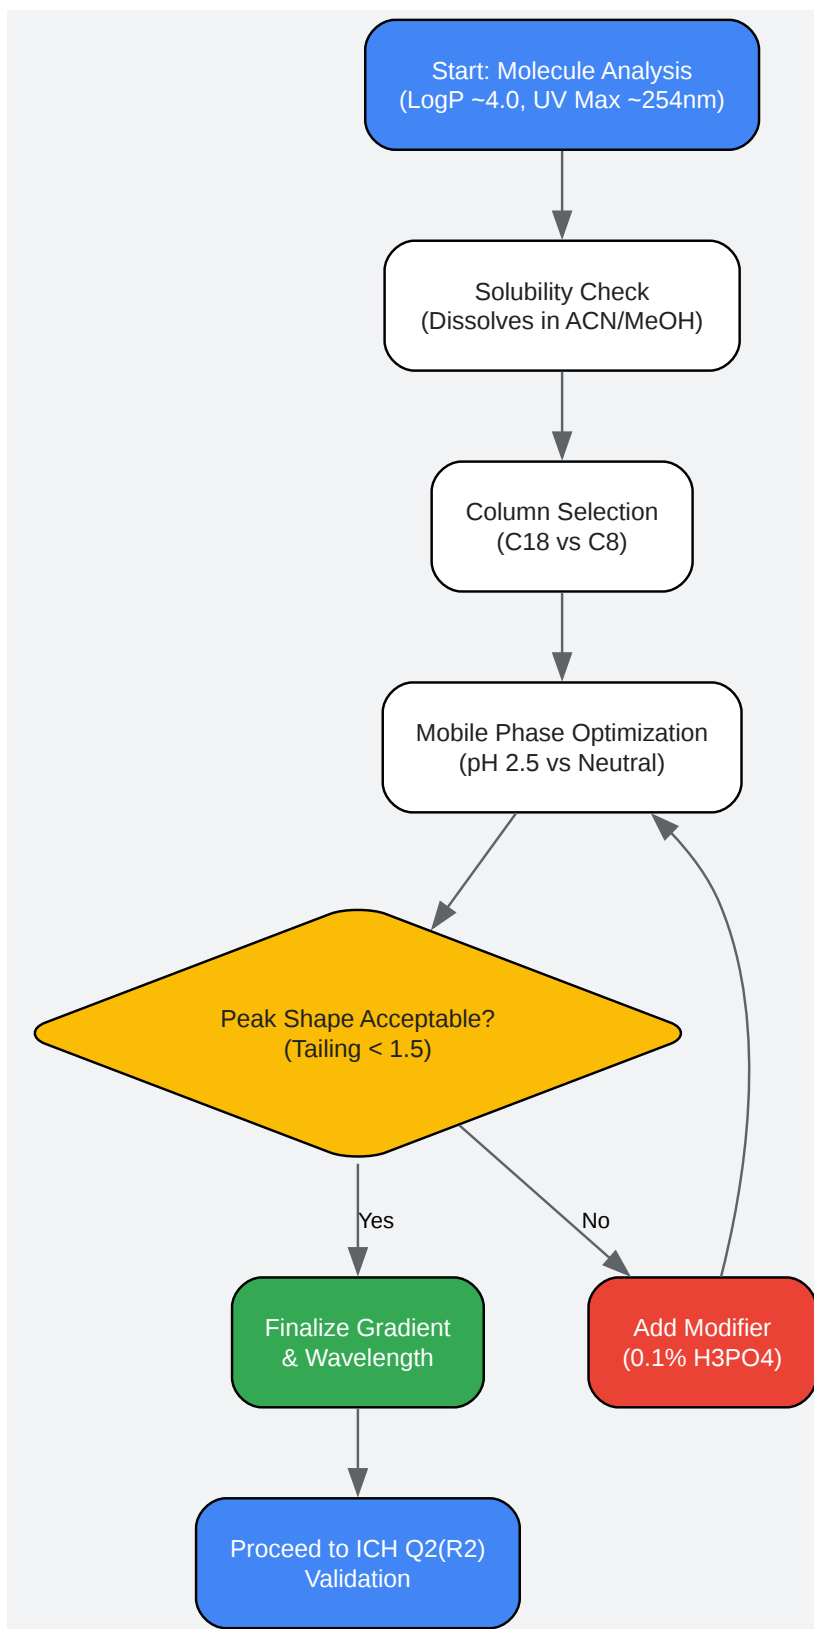 Start: Molecule Analysis
(LogP ~4.0, UV Max ~254nm)
Solubility Check
(Dissolves in ACN/MeOH)
Column Selection
(C18 vs C8)
Mobile Phase Optimization
(pH 2.5 vs Neutral)
Peak Shape Acceptable?
(Tailing < 1.5)
Yes
No
Finalize Gradient
& Wavelength
Add Modifier
(0.1% H3PO4)
Proceed to ICH Q2(R2)
Validation